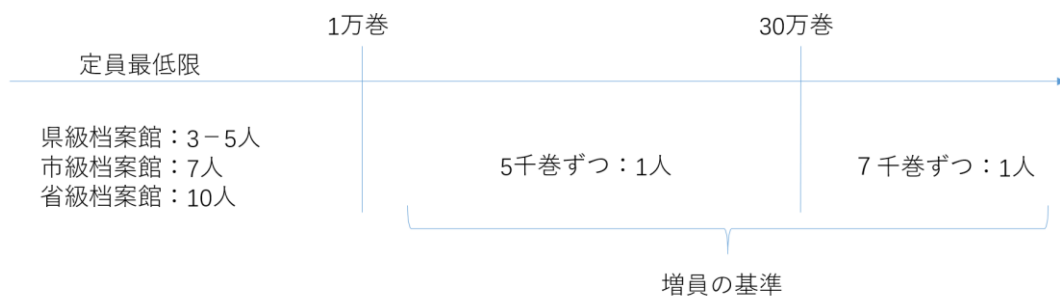 1万巻
30万巻
定員最低限
県級档案館：3－5人
市級档案館：7人
省級档案館：10人
5千巻ずつ：1人
７千巻ずつ：1人
増員の基準